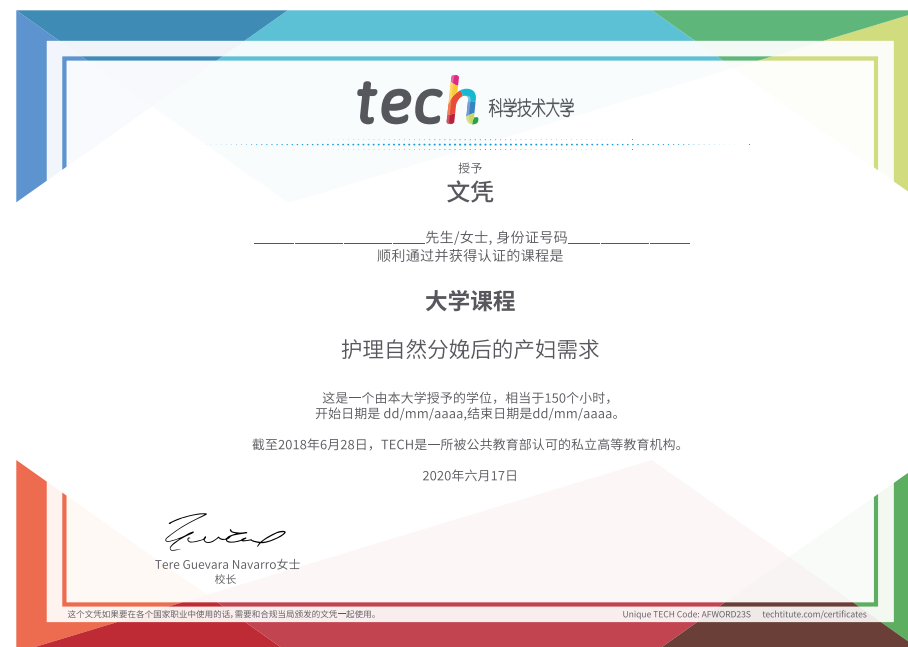 tech 科学技术大学
授予
文凭
先生/女士, 身份证号码
顺利通过并获得认证的课程是
大学课程
护理自然分娩后的产妇需求
这是一个由本大学授予的学位，相当于150个小时，
开始日期是 dd/mm/aaaa,结束日期是dd/mm/aaaa。
截至2018年6月28日，TECH是一所被公共教育部认可的私立高等教育机构。
2020年六月17日
Tere Guevara Navarro女士
校长
这个文凭如果要在各个国家职业中使用的话,需要和合规当局颁发的文凭一起使用。
Unique TECH Code: AFWORD23S techtitute.com/certificates